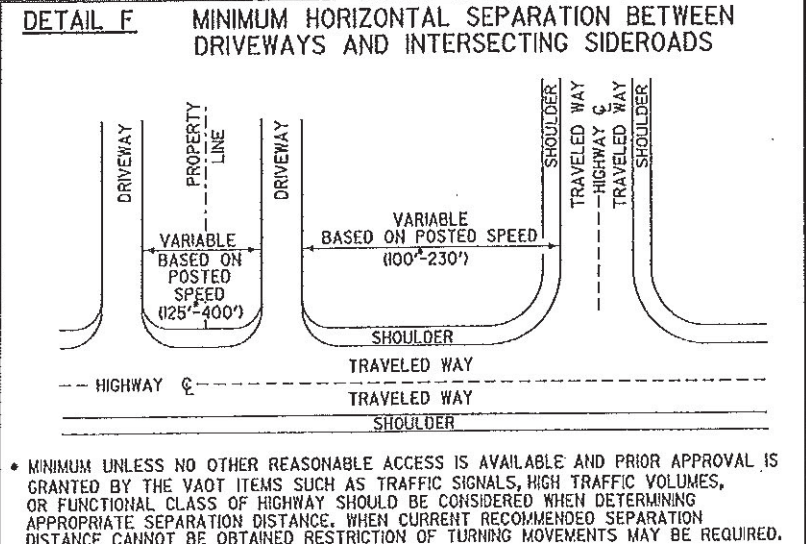 DETAIL F MINIMUM HORIZONTAL SEPARATION BETWEEN
DRIVEWAYS AND INTERSECTING SIDEROADS
DRIVEWAY
PROPERTY
LINE
DRIVEWAY
SHOULDER
TRAVELED WAY
HIGHWAY ℄
TRAVELED WAY
SHOULDER
VARIABLE
BASED ON
POSTED
SPEED
(125'-400')
VARIABLE
BASED ON POSTED SPEED
(100'-230')
SHOULDER
TRAVELED WAY
HIGHWAY ℄
TRAVELED WAY
SHOULDER
* MINIMUM UNLESS NO OTHER REASONABLE ACCESS IS AVAILABLE AND PRIOR APPROVAL IS
GRANTED BY THE VAOT ITEMS SUCH AS TRAFFIC SIGNALS, HIGH TRAFFIC VOLUMES,
OR FUNCTIONAL CLASS OF HIGHWAY SHOULD BE CONSIDERED WHEN DETERMINING
APPROPRIATE SEPARATION DISTANCE. WHEN CURRENT RECOMMENDED SEPARATION
DISTANCE CANNOT BE OBTAINED RESTRICTION OF TURNING MOVEMENTS MAY BE REQUIRED.